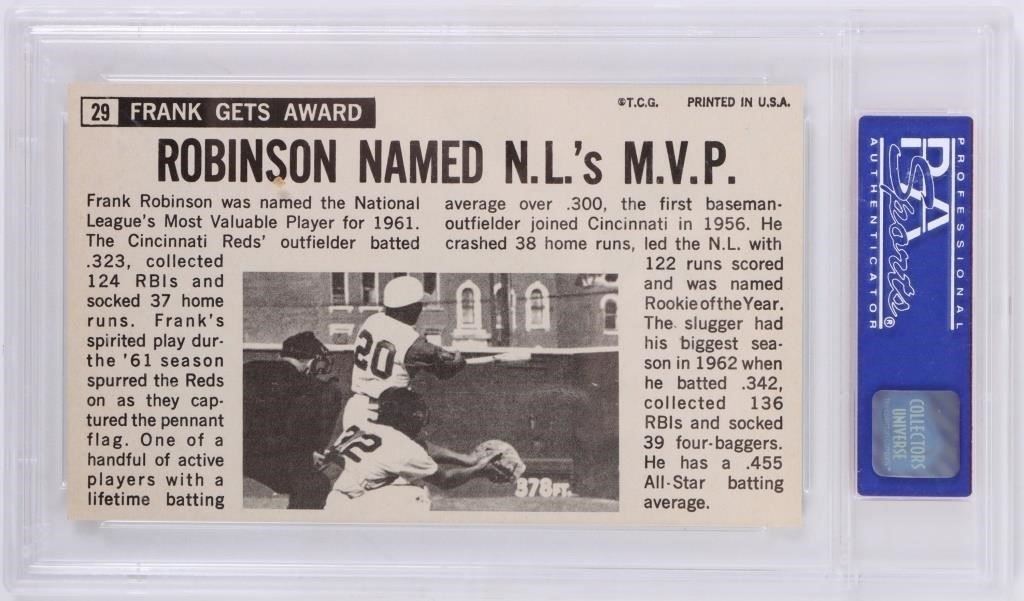 29 FRANK GETS AWARD
©T.C.G. PRINTED IN U.S.A.
ROBINSON NAMED N.L.'s M.V.P.
Frank Robinson was named the National
League's Most Valuable Player for 1961.
The Cincinnati Reds' outfielder batted
.323, collected
124 RBIs and
socked 37 home
runs. Frank's
spirited play dur-
the '61 season
spurred the Reds
on as they cap-
tured the pennant
flag. One of a
handful of active
players with a
lifetime batting
average over .300, the first baseman-
outfielder joined Cincinnati in 1956. He
crashed 38 home runs, led the N.L. with
122 runs scored
and was named
Rookie of the Year.
The slugger had
his biggest sea-
son in 1962 when
he batted .342,
collected 136
RBIs and socked
39 four-baggers.
He has a .455
All-Star batting
average.
20
12
378 FT.
PROFESSIONAL
PSA
Sports
®
AUTHENTICATOR
COLLECTORS
UNIVERSE